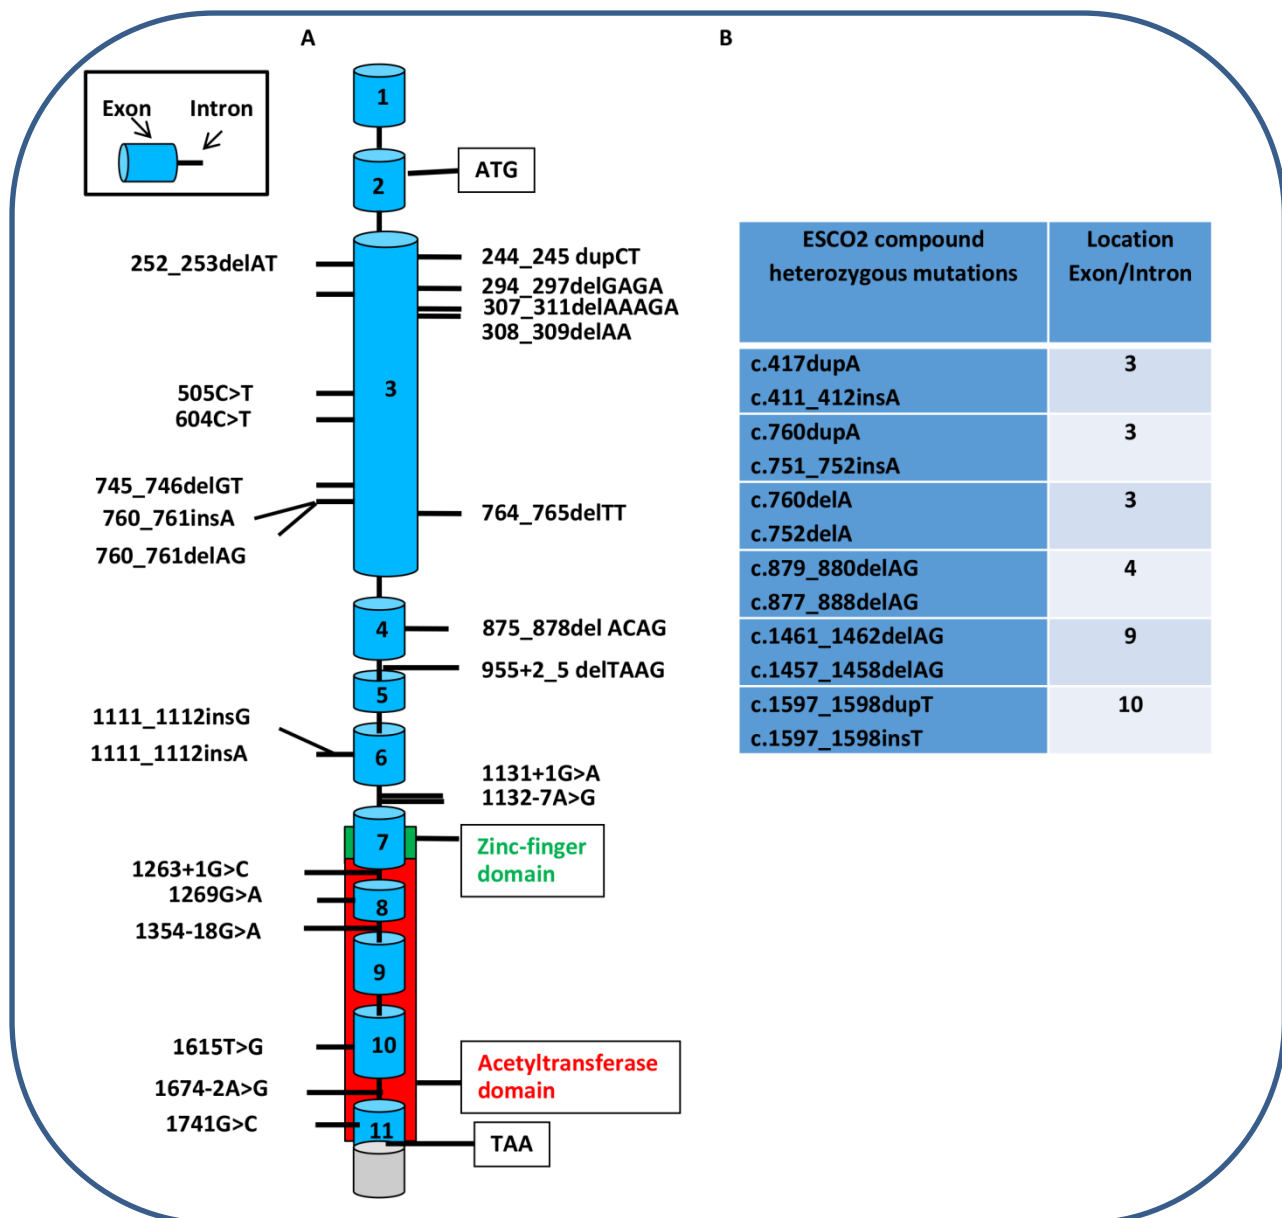 A
B
Exon
Intron
1
2
ATG
3
252_253delAT
244_245 dupCT
294_297delGAGA
307_311delAAAGA
308_309delAA
505C>T
604C>T
745_746delGT
760_761insA
760_761delAG
764_765delTT
4
875_878del ACAG
955+2_5 delTAAG
5
1111_1112insG
1111_1112insA
6
1131+1G>A
1132-7A>G
7
Zinc-finger
domain
1263+1G>C
1269G>A
8
1354-18G>A
9
1615T>G
10
1674-2A>G
Acetyltransferase
domain
1741G>C
11
TAA
ESCO2 compound
heterozygous mutations
Location
Exon/Intron
c.417dupA
c.411_412insA
3
c.760dupA
c.751_752insA
3
c.760delA
c.752delA
3
c.879_880delAG
c.877_888delAG
4
c.1461_1462delAG
c.1457_1458delAG
9
c.1597_1598dupT
c.1597_1598insT
10